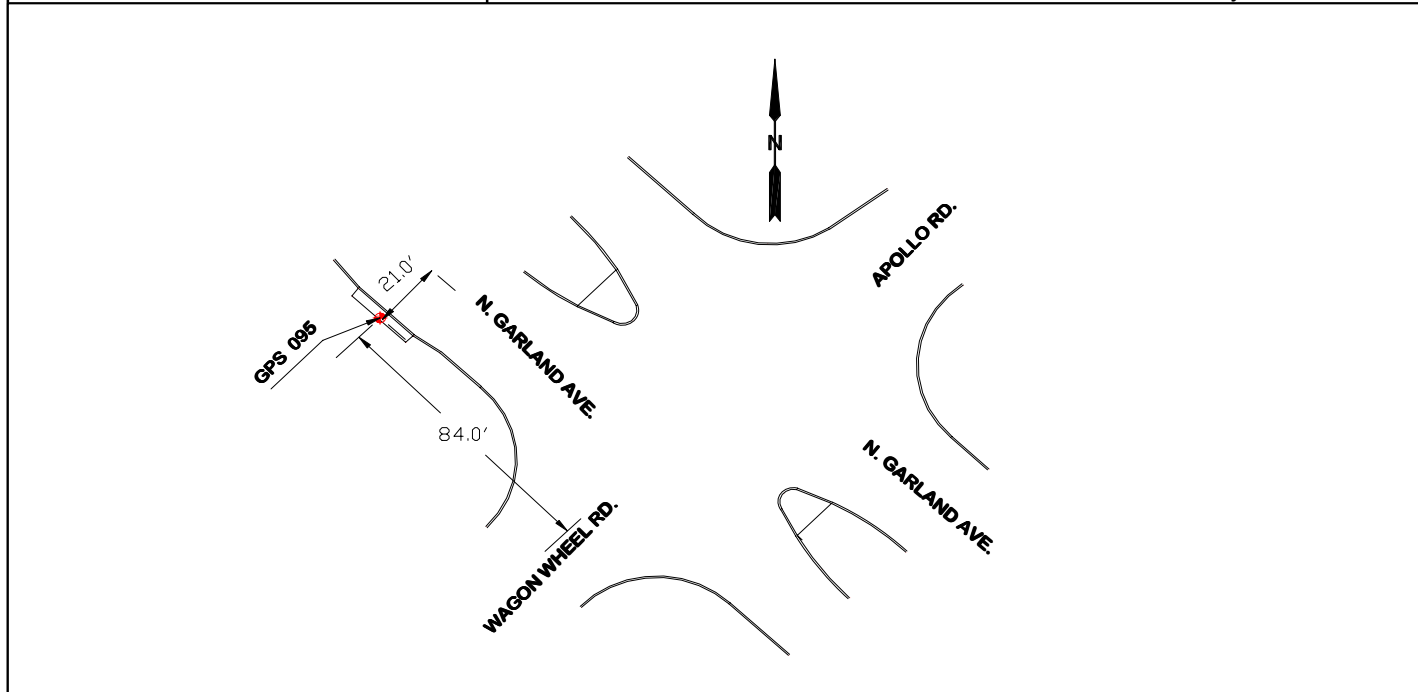 N
APOLLO RD.
21.0'
N. GARLAND AVE.
GPS 095
84.0'
N. GARLAND AVE.
WAGON WHEEL RD.